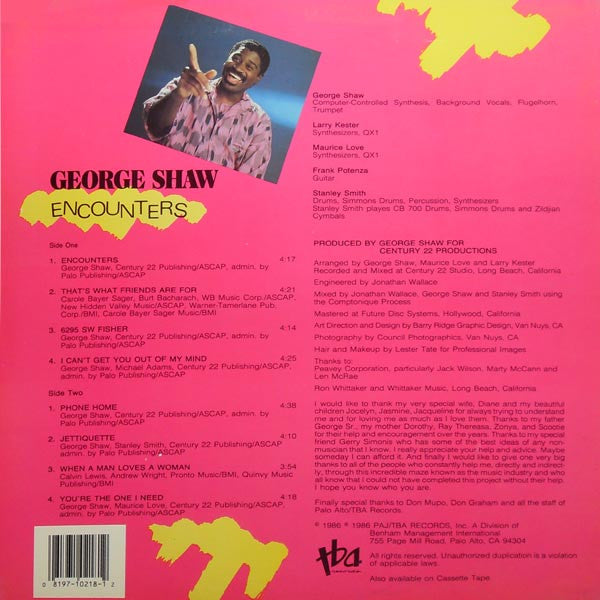 GEORGE SHAW
ENCOUNTERS
Side One
1. ENCOUNTERS 4:17
George Shaw, Century 22 Publishing/ASCAP, admin. by
Palo Publishing/ASCAP
2. THAT'S WHAT FRIENDS ARE FOR 4:21
Carole Bayer Sager, Burt Bacharach, WB Music Corp./ASCAP,
New Hidden Valley Music/ASCAP, Warner-Tamerlane Pub.
Corp./BMI, Carole Bayer Sager Music/BMI
3. 6295 SW FISHER 4:14
George Shaw, Century 22 Publishing/ASCAP, admin. by Palo
Publishing/ASCAP
4. I CAN'T GET YOU OUT OF MY MIND 4:25
George Shaw, Michael Adams, Century 22 Publishing/ASCAP,
admin. by Palo Publishing/ASCAP
Side Two
1. PHONE HOME 4:38
George Shaw, Century 22 Publishing/ASCAP, admin. by Palo
Publishing/ASCAP
2. JETTIQUETTE 4:10
George Shaw, Stanley Smith, Century 22 Publishing/ASCAP,
admin. by Palo Publishing/ASCAP
3. WHEN A MAN LOVES A WOMAN 3:54
Calvin Lewis, Andrew Wright, Pronto Music/BMI, Quinvy Music
Publishing/BMI
4. YOU'RE THE ONE I NEED 4:18
George Shaw, Maurice Love, Century 22 Publishing/ASCAP,
admin. by Palo Publishing/ASCAP
0 8197-10218-1 2
George Shaw
Computer-Controlled Synthesis, Background Vocals, Flugelhorn,
Trumpet
Larry Kester
Synthesizers, QX1
Maurice Love
Synthesizers, QX1
Frank Potenza
Guitar
Stanley Smith
Drums, Simmons Drums, Percussion, Synthesizers
Stanley Smith playes CB 700 Drums, Simmons Drums and Zildjian
Cymbals
PRODUCED BY GEORGE SHAW FOR
CENTURY 22 PRODUCTIONS
Arranged by George Shaw, Maurice Love and Larry Kester
Recorded and Mixed at Century 22 Studio, Long Beach, California
Engineered by Jonathan Wallace
Mixed by Jonathan Wallace, George Shaw and Stanley Smith using
the Comptonique Process
Mastered at Future Disc Systems, Hollywood, California
Art Direction and Design by Barry Ridge Graphic Design, Van Nuys, CA
Photography by Council Photographics, Van Nuys, CA
Hair and Makeup by Lester Tate for Professional Images
Thanks to:
Peavey Corporation, particularly Jack Wilson, Marty McCann and
Len McRae
Ron Whittaker and Whittaker Music, Long Beach, California.
I would like to thank my very special wife, Diane and my beautiful
children Jocelyn, Jasmine, Jacqueline for always trying to understand
me and for loving me as much as I love them. Thanks to my father
George Sr., my mother Dorothy, Ray Thereasa, Zonya, and Scootie
for their help and encouragement over the years. Thanks to my special
friend Gerry Simonis who has some of the best ideas of any non-
musician that I know. I really appreciate your help and advice. Maybe
someday I can afford it. And finally I would like to give one very big
thanks to all of the people who constantly help me, directly and indirect-
ly, through this incredible maze known as the music industry and who
all know that I could not have completed this project without their help.
I hope you know who you are.
Finally special thanks to Don Mupo, Don Graham and all the staff of
Palo Alto/TBA Records.
© 1986 ℗ 1986 PAJ/TBA RECORDS, Inc. A Division of
Benham Management International
755 Page Mill Road, Palo Alto, CA 94304
tba
All rights reserved. Unauthorized duplication is a violation
of applicable laws.
Also available on Cassette Tape.